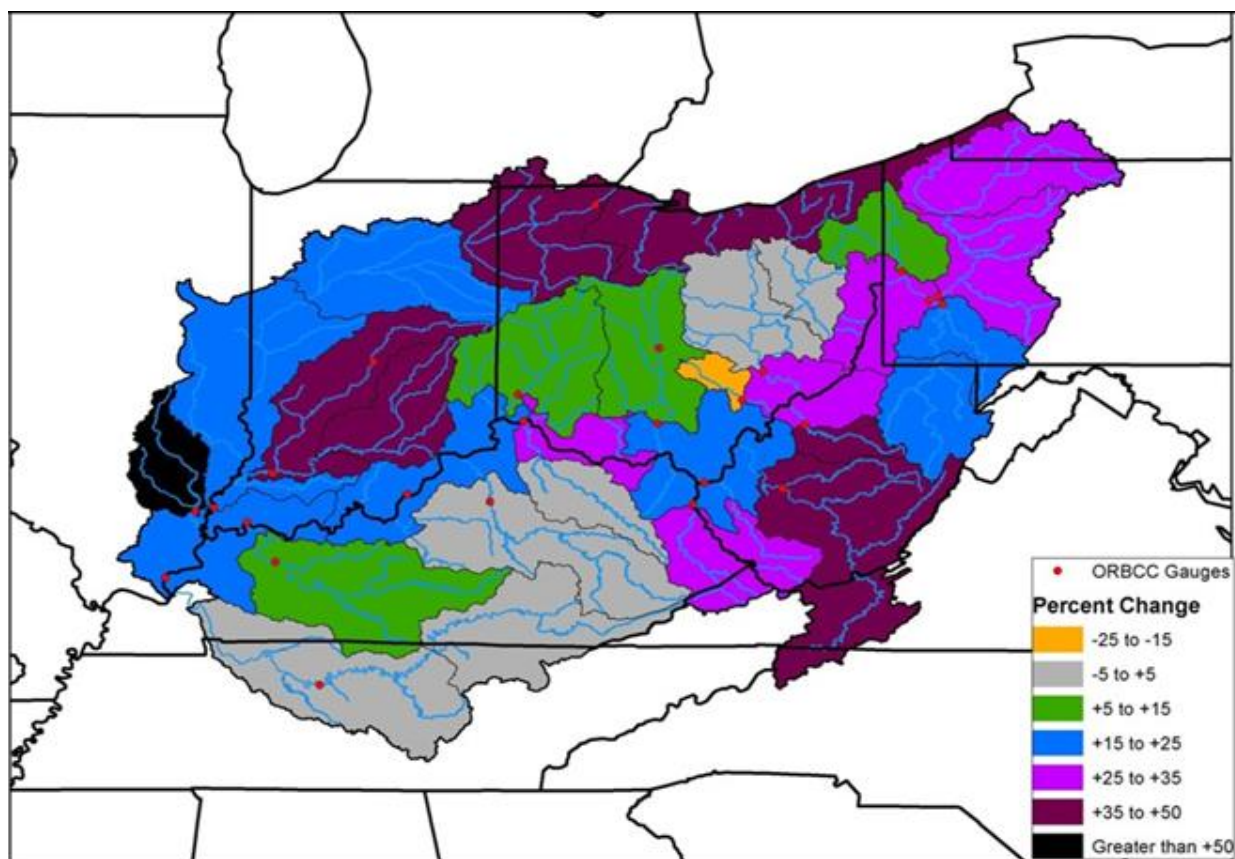 ORBCC Gauges
Percent Change
-25 to -15
-5 to +5
+5 to +15
+15 to +25
+25 to +35
+35 to +50
Greater than +50